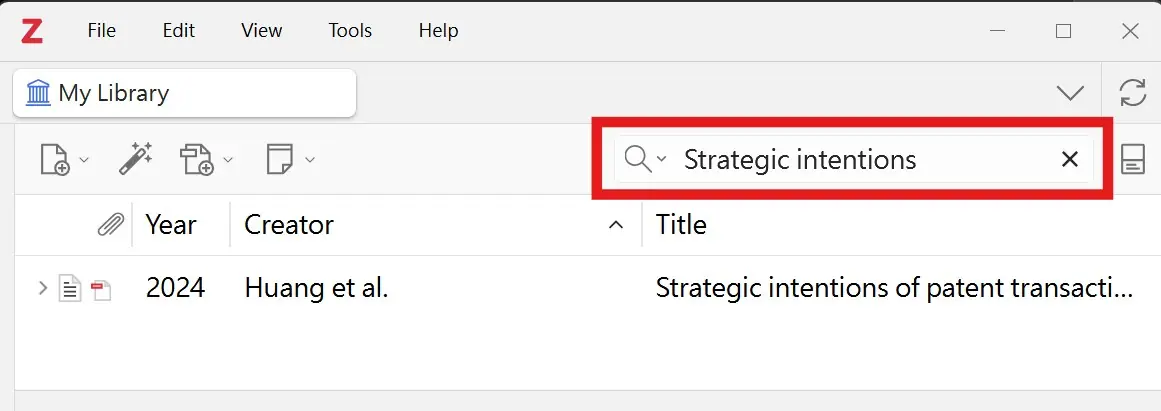 Z File Edit View Tools Help
My Library
Strategic intentions
Year Creator Title
2024 Huang et al. Strategic intentions of patent transacti...